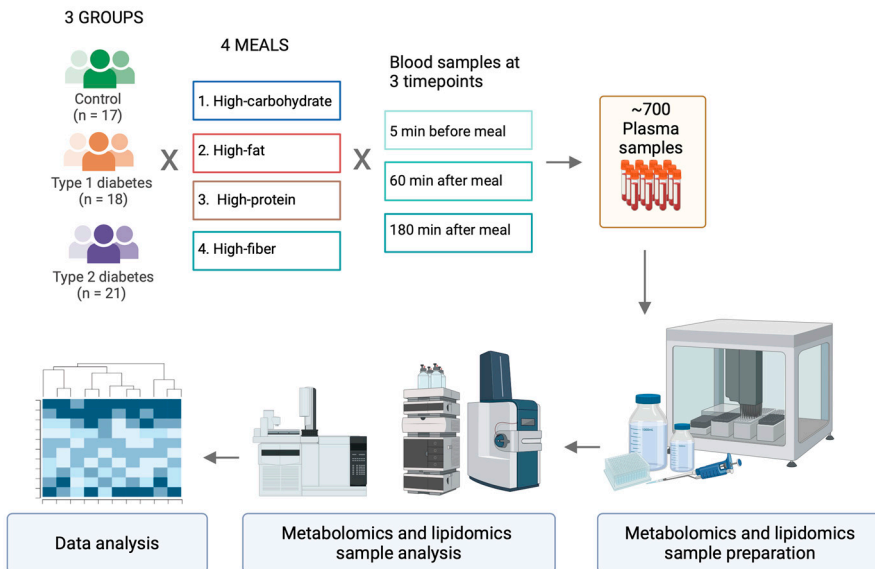 3 GROUPS
Control
(n = 17)
Type 1 diabetes
(n = 18)
Type 2 diabetes
(n = 21)
X
4 MEALS
1. High-carbohydrate
2. High-fat
3. High-protein
4. High-fiber
X
Blood samples at
3 timepoints
5 min before meal
60 min after meal
180 min after meal
~700
Plasma
samples
Data analysis
Metabolomics and lipidomics
sample analysis
Metabolomics and lipidomics
sample preparation